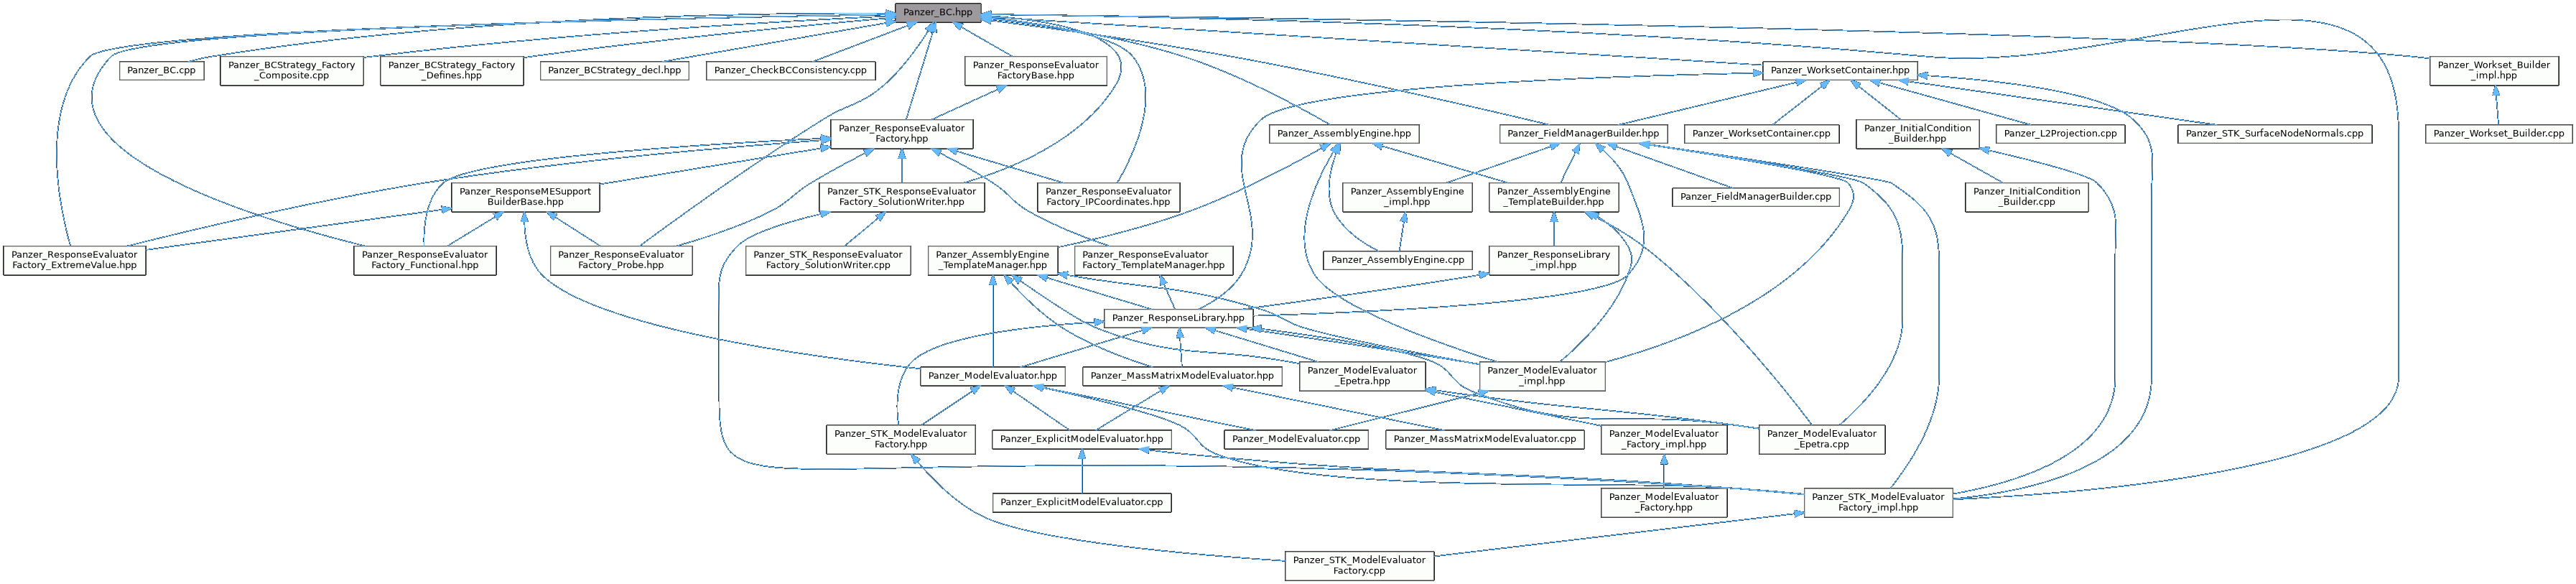 Panzer_BC.hpp
Panzer_BC.cpp
Panzer_BCStrategy_Factory
_Composite.cpp
Panzer_BCStrategy_Factory
_Defines.hpp
Panzer_BCStrategy_decl.hpp
Panzer_CheckBCConsistency.cpp
Panzer_ResponseEvaluator
FactoryBase.hpp
Panzer_WorksetContainer.hpp
Panzer_Workset_Builder
_impl.hpp
Panzer_ResponseEvaluator
Factory.hpp
Panzer_AssemblyEngine.hpp
Panzer_FieldManagerBuilder.hpp
Panzer_WorksetContainer.cpp
Panzer_InitialCondition
_Builder.hpp
Panzer_L2Projection.cpp
Panzer_STK_SurfaceNodeNormals.cpp
Panzer_Workset_Builder.cpp
Panzer_ResponseMESupport
BuilderBase.hpp
Panzer_STK_ResponseEvaluator
Factory_SolutionWriter.hpp
Panzer_ResponseEvaluator
Factory_IPCoordinates.hpp
Panzer_AssemblyEngine
_impl.hpp
Panzer_AssemblyEngine
_TemplateBuilder.hpp
Panzer_FieldManagerBuilder.cpp
Panzer_InitialCondition
_Builder.cpp
Panzer_ResponseEvaluator
Factory_ExtremeValue.hpp
Panzer_ResponseEvaluator
Factory_Functional.hpp
Panzer_ResponseEvaluator
Factory_Probe.hpp
Panzer_STK_ResponseEvaluator
Factory_SolutionWriter.cpp
Panzer_AssemblyEngine
_TemplateManager.hpp
Panzer_ResponseEvaluator
Factory_TemplateManager.hpp
Panzer_AssemblyEngine.cpp
Panzer_ResponseLibrary
_impl.hpp
Panzer_ResponseLibrary.hpp
Panzer_ModelEvaluator.hpp
Panzer_MassMatrixModelEvaluator.hpp
Panzer_ModelEvaluator
_Epetra.hpp
Panzer_ModelEvaluator
_impl.hpp
Panzer_STK_ModelEvaluator
Factory.hpp
Panzer_ExplicitModelEvaluator.hpp
Panzer_ModelEvaluator.cpp
Panzer_MassMatrixModelEvaluator.cpp
Panzer_ModelEvaluator
_Factory_impl.hpp
Panzer_ModelEvaluator
_Epetra.cpp
Panzer_ExplicitModelEvaluator.cpp
Panzer_ModelEvaluator
_Factory.hpp
Panzer_STK_ModelEvaluator
Factory_impl.hpp
Panzer_STK_ModelEvaluator
Factory.cpp